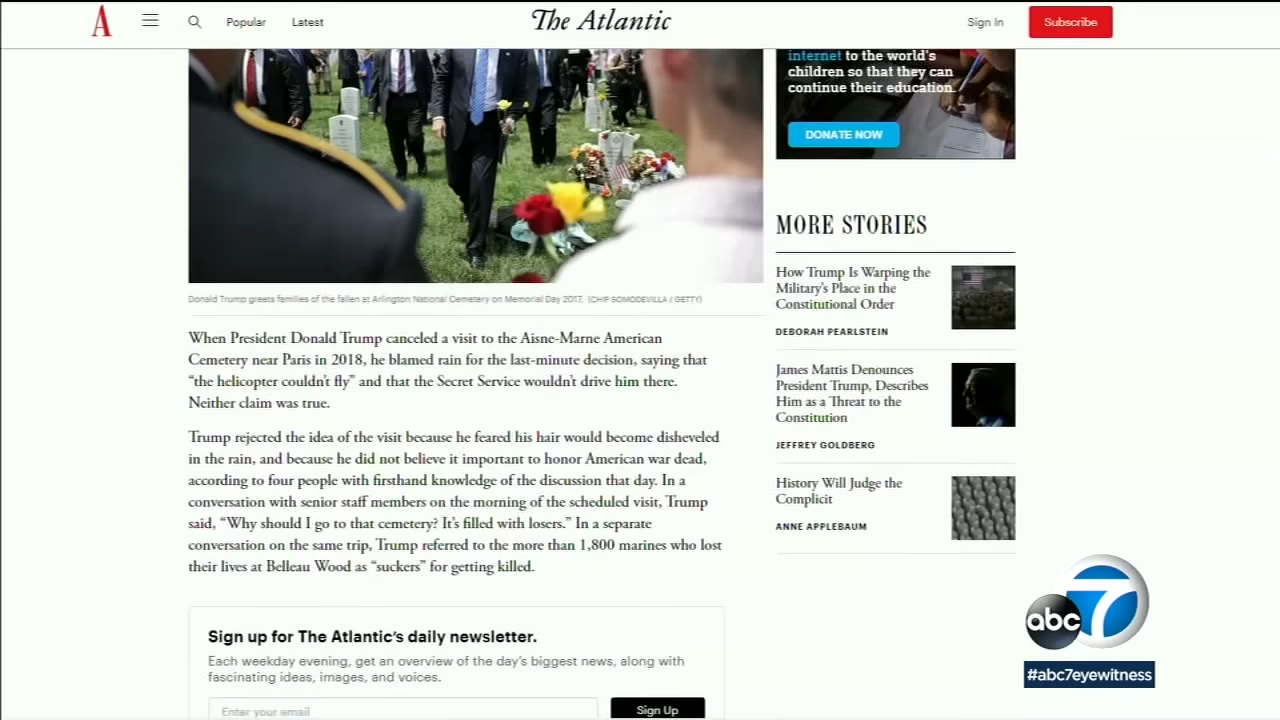 A
Popular
Latest
The Atlantic
Sign In
Subscribe
internet to the world's
children so that they can
continue their education.
DONATE NOW
Donald Trump greets families of the fallen at Arlington National Cemetery on Memorial Day 2017. (CHIP SOMODEVILLA / GETTY)
When President Donald Trump canceled a visit to the Aisne-Marne American
Cemetery near Paris in 2018, he blamed rain for the last-minute decision, saying that
“the helicopter couldn’t fly” and that the Secret Service wouldn’t drive him there.
Neither claim was true.
Trump rejected the idea of the visit because he feared his hair would become disheveled
in the rain, and because he did not believe it important to honor American war dead,
according to four people with firsthand knowledge of the discussion that day. In a
conversation with senior staff members on the morning of the scheduled visit, Trump
said, “Why should I go to that cemetery? It’s filled with losers.” In a separate
conversation on the same trip, Trump referred to the more than 1,800 marines who lost
their lives at Belleau Wood as “suckers” for getting killed.
Sign up for The Atlantic’s daily newsletter.
Each weekday evening, get an overview of the day’s biggest news, along with
fascinating ideas, images, and voices.
Enter your email
Sign Up
MORE STORIES
How Trump Is Warping the
Military’s Place in the
Constitutional Order
DEBORAH PEARLSTEIN
James Mattis Denounces
President Trump, Describes
Him as a Threat to the
Constitution
JEFFREY GOLDBERG
History Will Judge the
Complicit
ANNE APPLEBAUM
abc 7
#abc7eyewitness